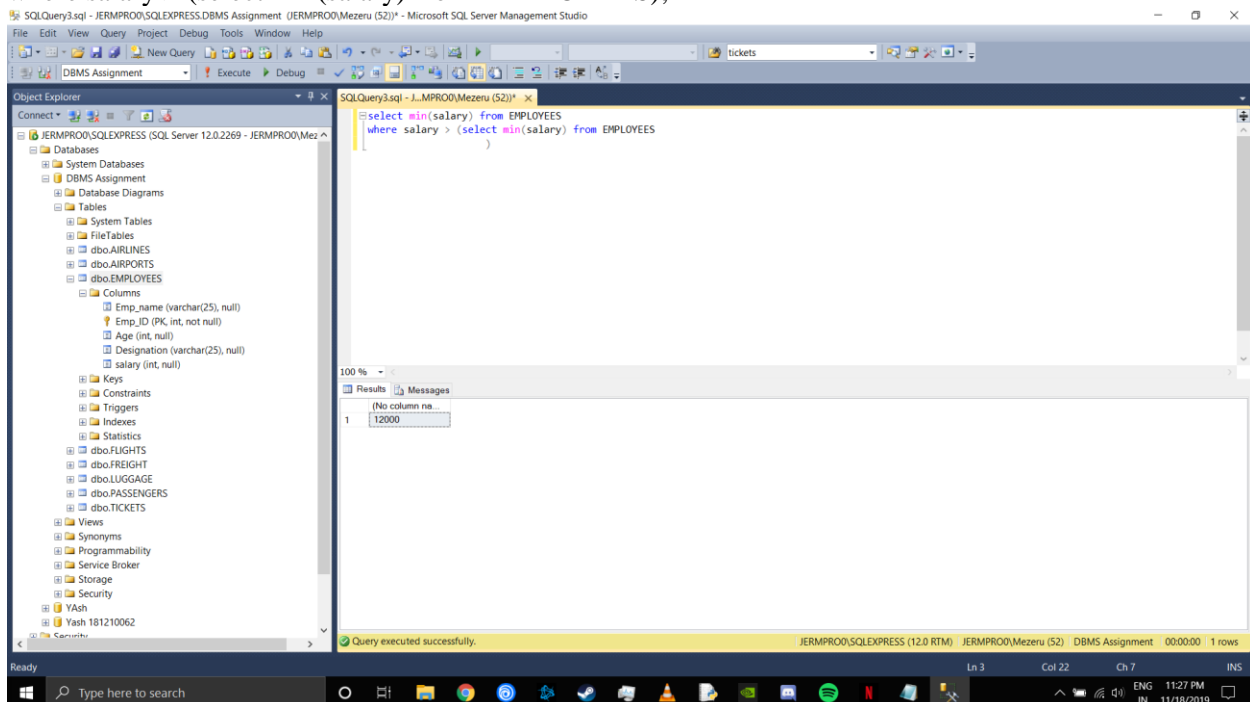 SQLQuery3.sql - JERMPRO0\SQLEXPRESS.DBMS Assignment (JERMPRO0\Mezeru (52))* - Microsoft SQL Server Management Studio
File Edit View Query Project Debug Tools Window Help
New Query tickets
DBMS Assignment Execute Debug
Object Explorer
Connect
JERMPRO0\SQLEXPRESS (SQL Server 12.0.2269 - JERMPRO0\Mez
Databases
System Databases
DBMS Assignment
Database Diagrams
Tables
System Tables
FileTables
dbo.AIRLINES
dbo.AIRPORTS
dbo.EMPLOYEES
Columns
Emp_name (varchar(25), null)
Emp_ID (PK, int, not null)
Age (int, null)
Designation (varchar(25), null)
salary (int, null)
Keys
Constraints
Triggers
Indexes
Statistics
dbo.FLIGHTS
dbo.FREIGHT
dbo.LUGGAGE
dbo.PASSENGERS
dbo.TICKETS
Views
Synonyms
Programmability
Service Broker
Storage
Security
YAsh
Yash 181210062
Security
SQLQuery3.sql - J...MPRO0\Mezeru (52))*
select min(salary) from EMPLOYEES
where salary > (select min(salary) from EMPLOYEES
)
100 %
Results Messages
(No column na...
1 12000
Query executed successfully. JERMPRO0\SQLEXPRESS (12.0 RTM) JERMPRO0\Mezeru (52) DBMS Assignment 00:00:00 1 rows
Ready Ln 3 Col 22 Ch 7 INS
Type here to search
ENG 11:27 PM
IN 11/18/2019